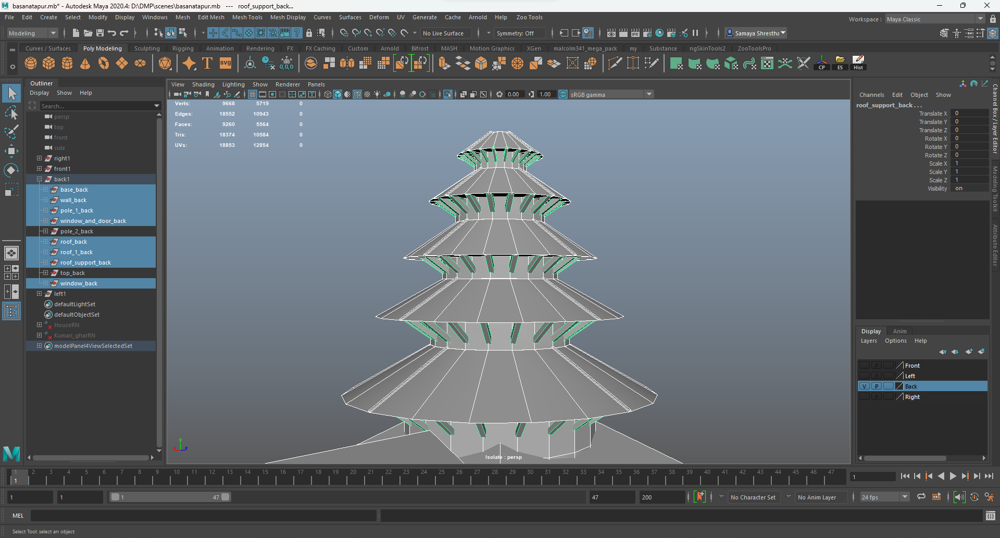 basanatapur.mb* - Autodesk Maya 2020.4: D:\DMP\scenes\basanatapur.mb   ---   roof_support_back...
File Edit Create Select Modify Display Windows Mesh Edit Mesh Mesh Tools Mesh Display Curves Surfaces Deform UV Generate Cache Arnold Help Zoo Tools
Workspace : Maya Classic
Modeling No Live Surface Symmetry: Off IPR Samaya Shrestha
Curves / Surfaces Poly Modeling Sculpting Rigging Animation Rendering FX FX Caching Custom Arnold Bifrost MASH Motion Graphics XGen malcolm341_mega_pack my Substance ngSkinTools2 ZooToolsPro
T svg 0,0,0 CP ES Hist
Outliner
Display Show Help
Search...
persp
top
front
side
right1
front1
back1
base_back
wall_back
pole_1_back
window_and_door_back
pole_2_back
roof_back
roof_1_back
roof_support_back
top_back
window_back
left1
defaultLightSet
defaultObjectSet
HouseRN
Kumari_gharRN
modelPanel4ViewSelectedSet
View Shading Lighting Show Renderer Panels
0.00 1.00 ON sRGB gamma
Verts: 9668 5719 0
Edges: 18552 10943 0
Faces: 9260 5564 0
Tris: 18374 10584 0
UVs: 18853 12854 0
y
x z
Isolate : persp
Channels Edit Object Show
roof_support_back . . .
Translate X 0
Translate Y 0
Translate Z 0
Rotate X 0
Rotate Y 0
Rotate Z 0
Scale X 1
Scale Y 1
Scale Z 1
Visibility on
Channel Box / Layer Editor
Modeling Toolkit
Attribute Editor
Display Anim
Layers Options Help
P Front
P Left
V P Back
P Right
1 2 3 4 5 6 7 8 9 10 11 12 13 14 15 16 17 18 19 20 21 22 23 24 25 26 27 28 29 30 31 32 33 34 35 36 37 38 39 40 41 42 43 44 45 46 47
1 1
1 1 1 47 47 200 No Character Set No Anim Layer 24 fps
MEL
Select Tool: select an object